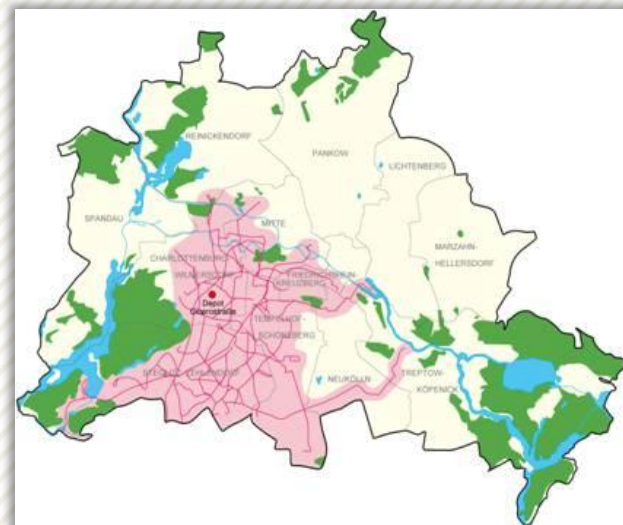 REINICKENDORF
PANKOW
LICHTENBERG
SPANDAU
MITTE
MARZAHN-
HELLERSDORF
CHARLOTTENBURG
WILMERSDORF
FRIEDRICHSHAIN
KREUZBERG
Depot
Cicerostraße
TEMPELHOF-
SCHÖNEBERG
STEGLITZ-ZEHLENDORF
NEUKÖLLN
TREPTOW-
KÖPENICK